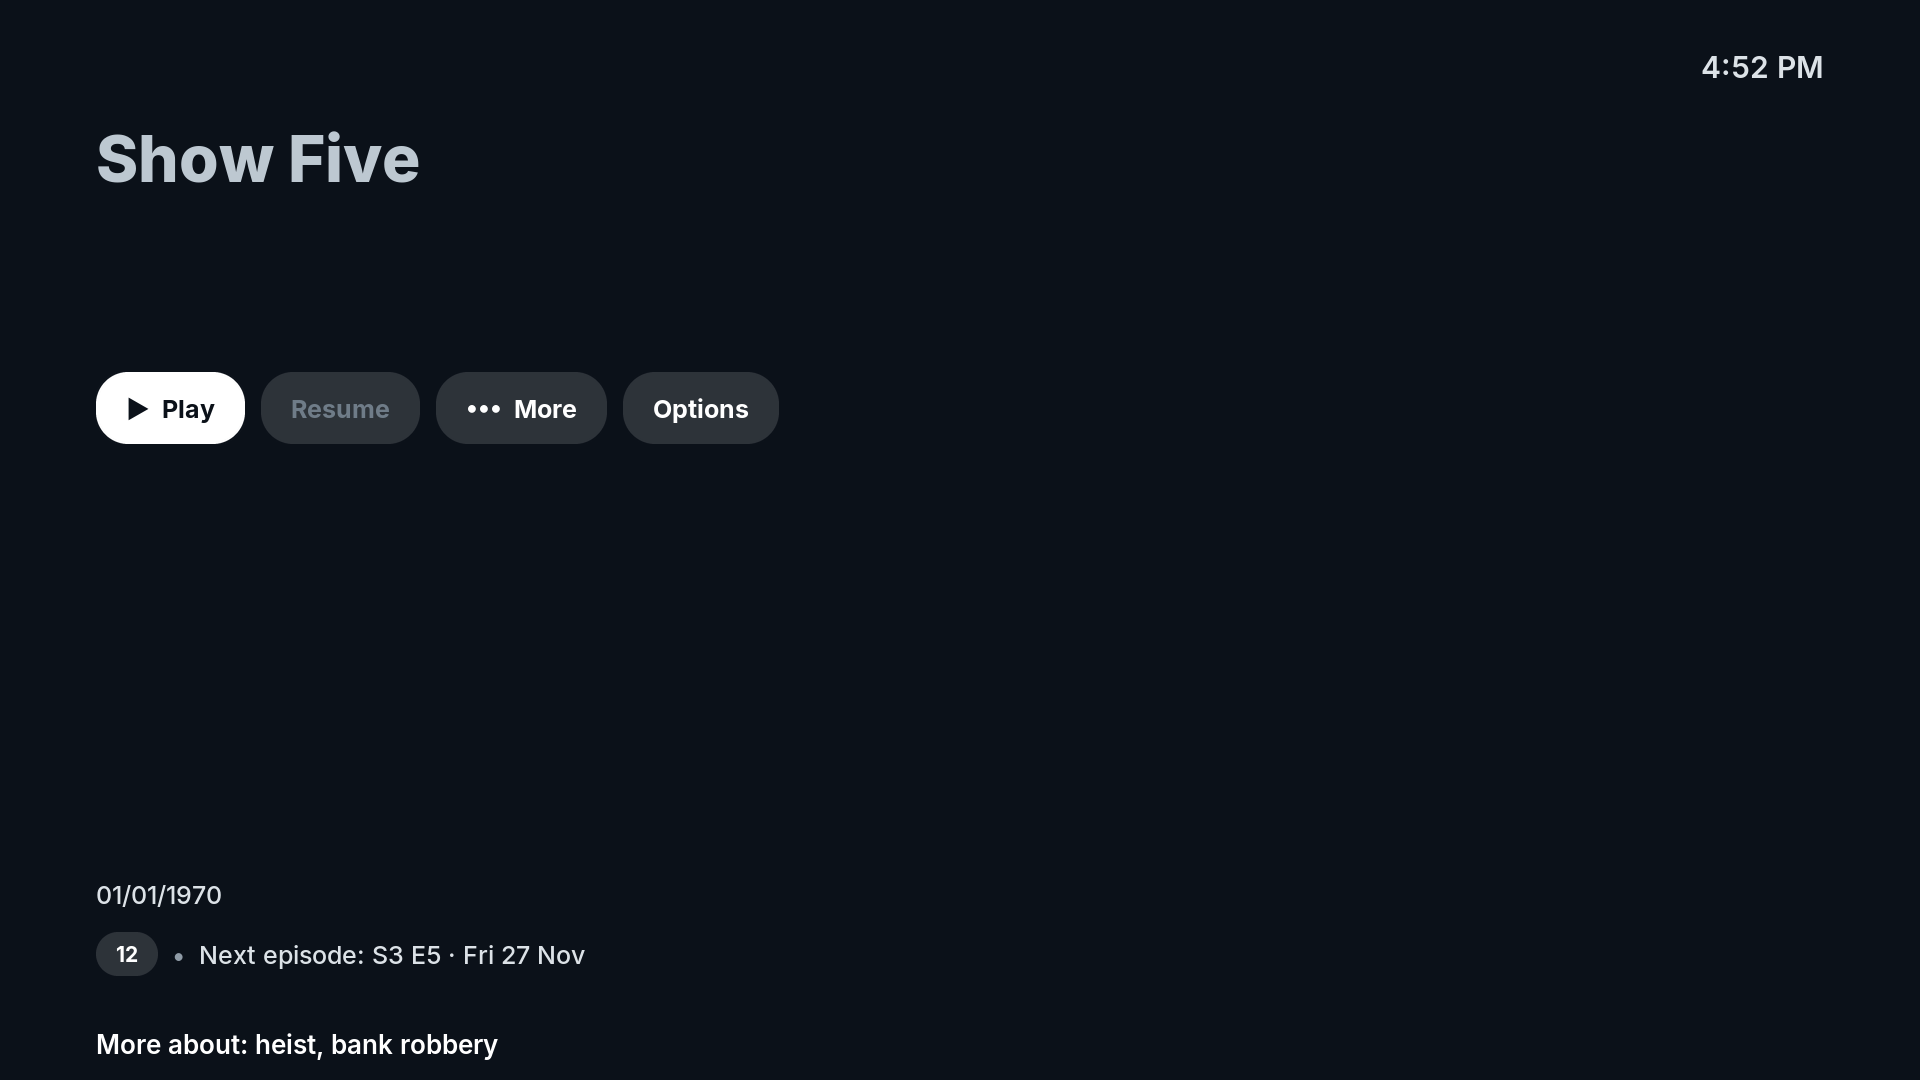 4:52 PM
Show Five
Play
Resume
More
Options
01/01/1970
12 • Next episode: S3 E5 · Fri 27 Nov
More about: heist, bank robbery